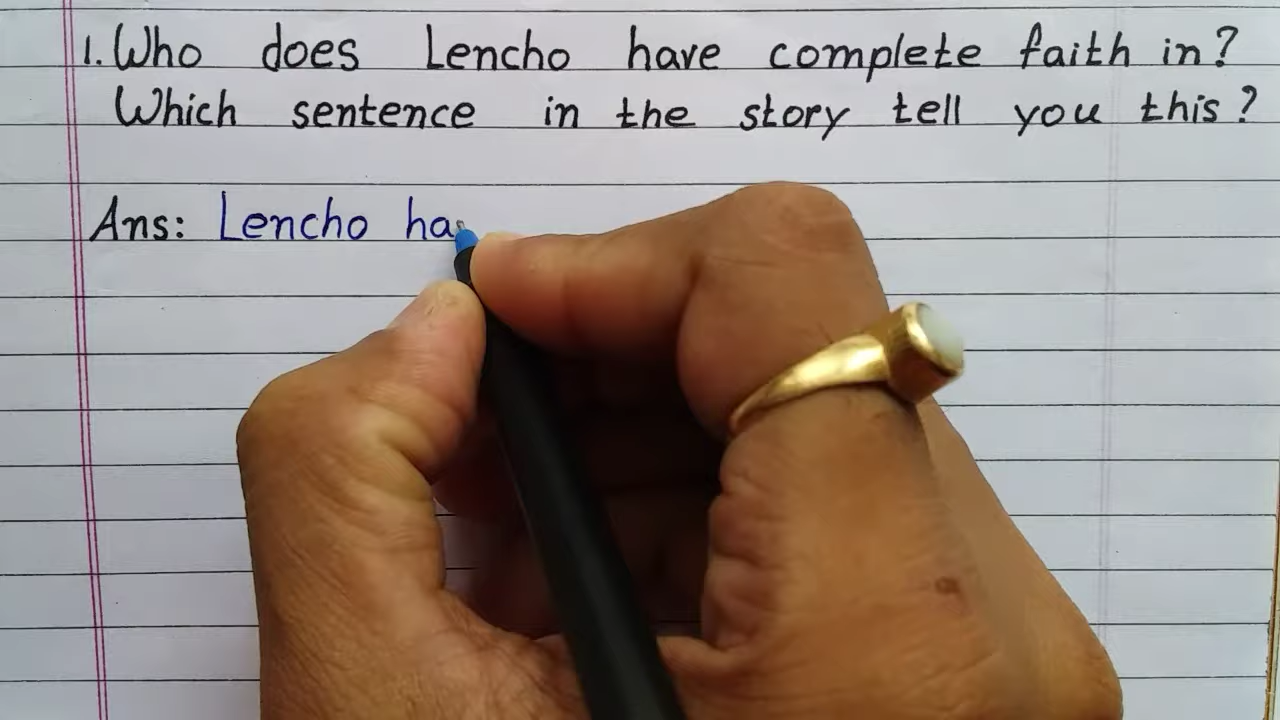 1. Who does Lencho have complete faith in?
Which sentence in the story tell you this?
Ans: Lencho ha